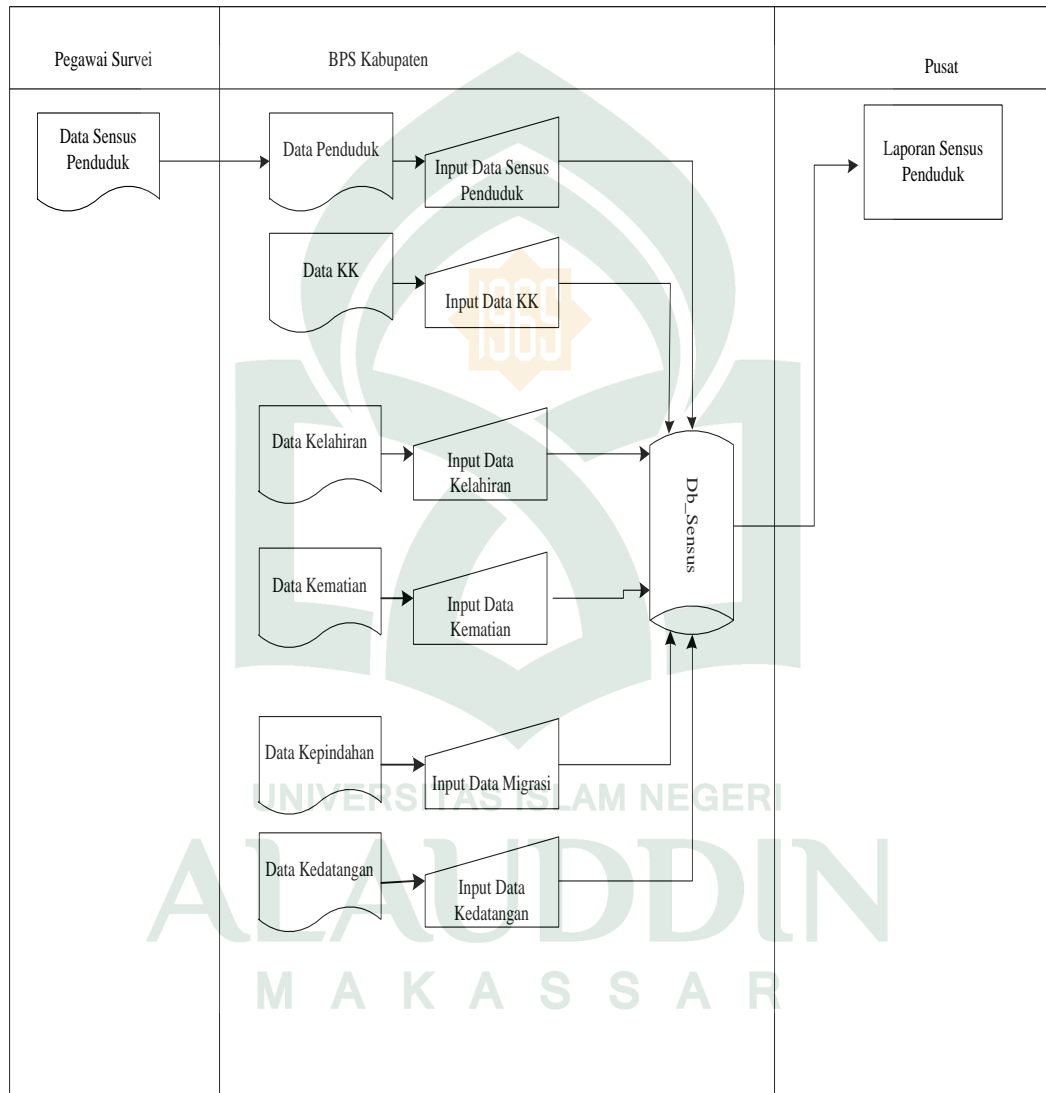 Pegawai Survei
BPS Kabupaten
Pusat
Data Sensus
Penduduk
Data Penduduk
Input Data Sensus
Penduduk
Laporan Sensus
Penduduk
Data KK
Input Data KK
1969
Data Kelahiran
Input Data
Kelahiran
Db_Sensus
Data Kematian
Input Data
Kematian
Data Kepindahan
Input Data Migrasi
UNIVERSITAS ISLAM NEGERI
Data Kedatangan
Input Data
Kedatangan
ALAUDDIN
MAKASSAR